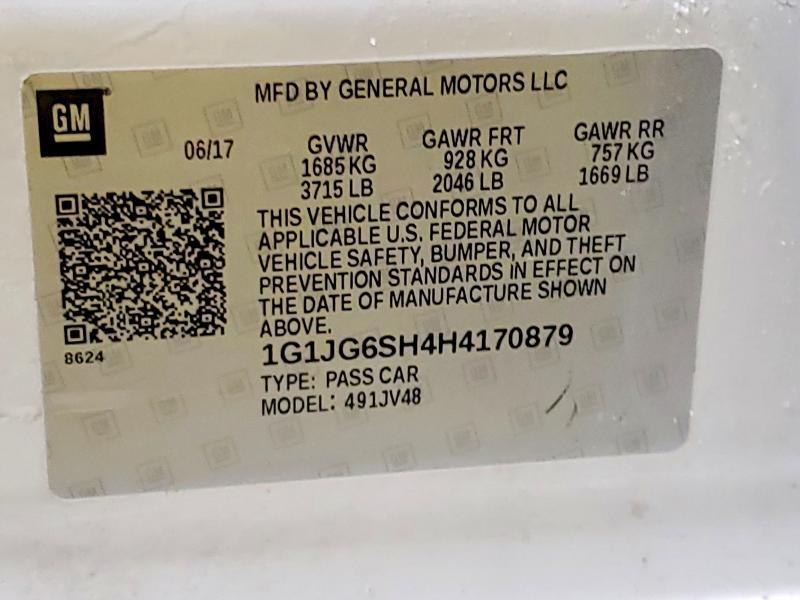 MFD BY GENERAL MOTORS LLC
GM
06/17
GVWR GAWR FRT GAWR RR
1685 KG 928 KG 757 KG
3715 LB 2046 LB 1669 LB
THIS VEHICLE CONFORMS TO ALL
APPLICABLE U.S. FEDERAL MOTOR
VEHICLE SAFETY, BUMPER, AND THEFT
PREVENTION STANDARDS IN EFFECT ON
THE DATE OF MANUFACTURE SHOWN
ABOVE.
8624
1G1JG6SH4H4170879
TYPE: PASS CAR
MODEL: 491JV48